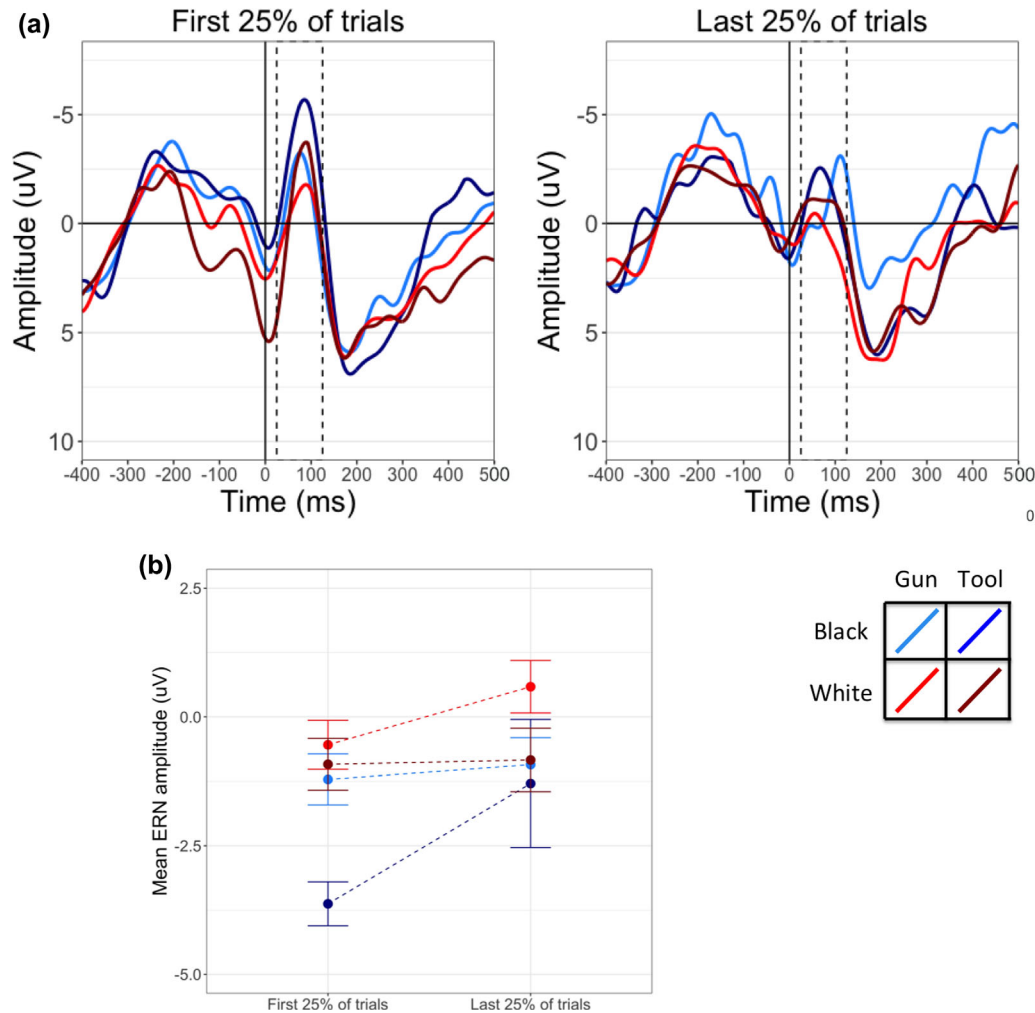 (a)
First 25% of trials
Last 25% of trials
Amplitude (uV)
-5
0
5
10
-400 -300 -200 -100 0 100 200 300 400 500
Time (ms)
Amplitude (uV)
-5
0
5
10
-400 -300 -200 -100 0 100 200 300 400 500
Time (ms)
0
(b)
Mean ERN amplitude (uV)
2.5
0.0
-2.5
-5.0
First 25% of trials
Last 25% of trials
Gun Tool
Black
White